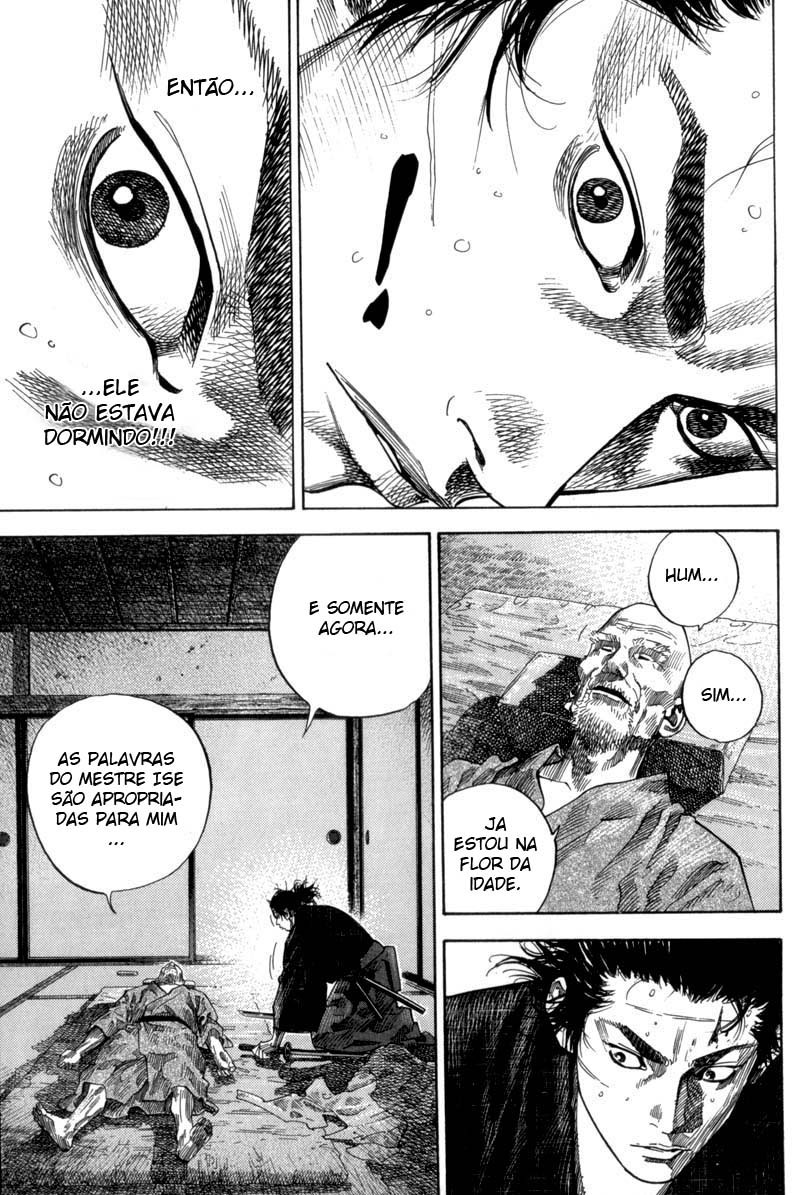 !
ENTÃO...
...ELE
NÃO ESTAVA
DORMINDO!!!
HUM...
SIM...
JA
ESTOU NA
FLOR DA
IDADE.
E SOMENTE
AGORA...
AS PALAVRAS
DO MESTRE ISE
SÃO APROPRIA-
DAS PARA MIM
...